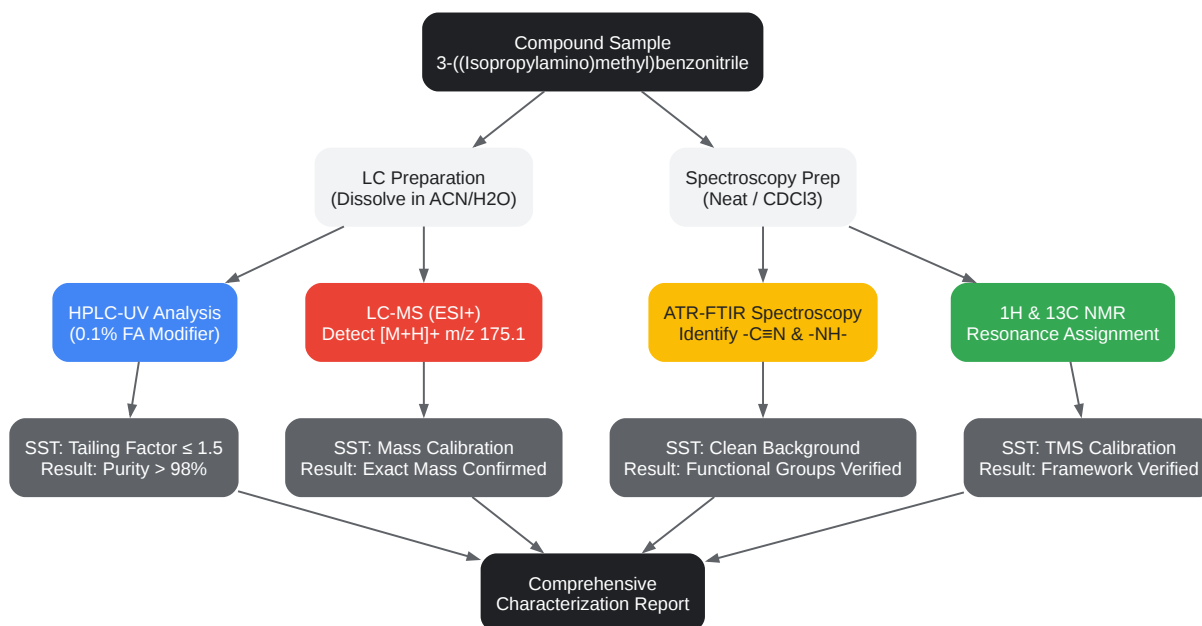 Compound Sample
3-((Isopropylamino)methyl)benzonitrile
LC Preparation
(Dissolve in ACN/H2O)
Spectroscopy Prep
(Neat / CDCl3)
HPLC-UV Analysis
(0.1% FA Modifier)
LC-MS (ESI+)
Detect [M+H]+ m/z 175.1
ATR-FTIR Spectroscopy
Identify -C≡N & -NH-
1H & 13C NMR
Resonance Assignment
SST: Tailing Factor ≤ 1.5
Result: Purity > 98%
SST: Mass Calibration
Result: Exact Mass Confirmed
SST: Clean Background
Result: Functional Groups Verified
SST: TMS Calibration
Result: Framework Verified
Comprehensive
Characterization Report